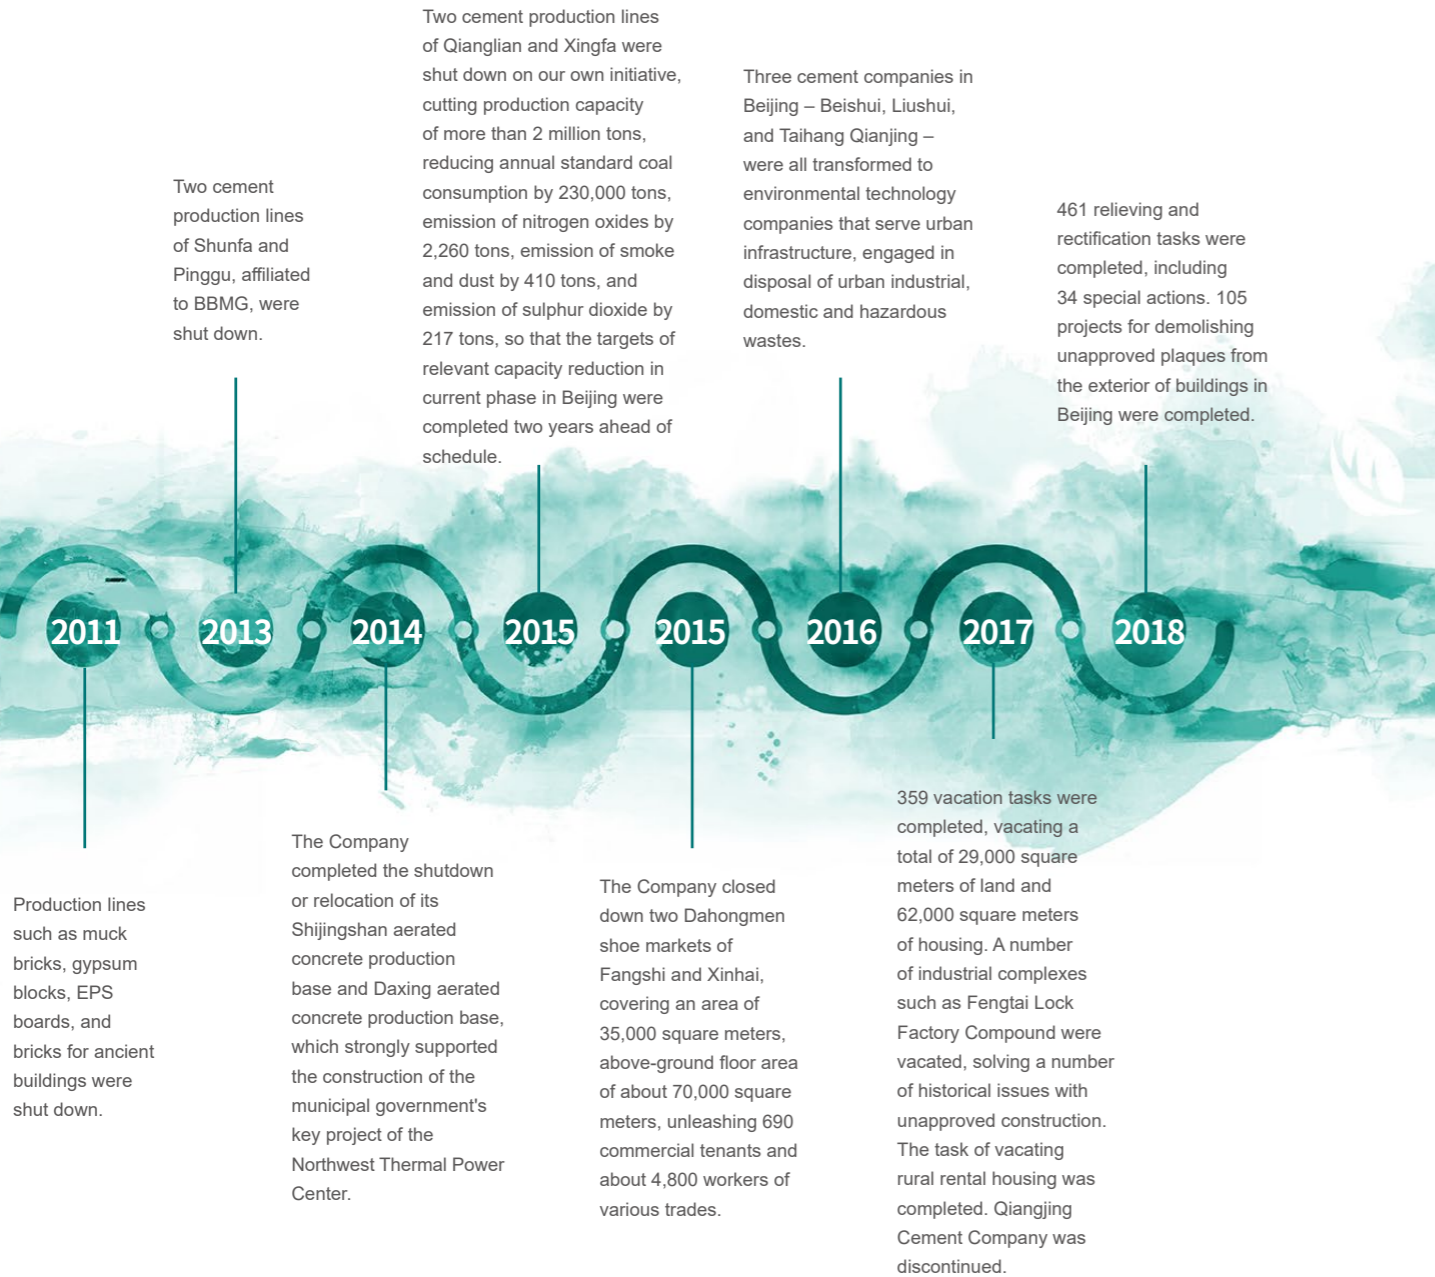 Two cement production lines
of Qianglian and Xingfa were
shut down on our own initiative,
cutting production capacity
of more than 2 million tons,
reducing annual standard coal
consumption by 230,000 tons,
emission of nitrogen oxides by
2,260 tons, emission of smoke
and dust by 410 tons, and
emission of sulphur dioxide by
217 tons, so that the targets of
relevant capacity reduction in
current phase in Beijing were
completed two years ahead of
schedule.
Three cement companies in
Beijing – Beishui, Liushui,
and Taihang Qianjing –
were all transformed to
environmental technology
companies that serve urban
infrastructure, engaged in
disposal of urban industrial,
domestic and hazardous
wastes.
Two cement
production lines
of Shunfa and
Pinggu, affiliated
to BBMG, were
shut down.
461 relieving and
rectification tasks were
completed, including
34 special actions. 105
projects for demolishing
unapproved plaques from
the exterior of buildings in
Beijing were completed.
2011 2013 2014 2015 2015 2016 2017 2018
Production lines
such as muck
bricks, gypsum
blocks, EPS
boards, and
bricks for ancient
buildings were
shut down.
The Company
completed the shutdown
or relocation of its
Shijingshan aerated
concrete production
base and Daxing aerated
concrete production base,
which strongly supported
the construction of the
municipal government's
key project of the
Northwest Thermal Power
Center.
The Company closed
down two Dahongmen
shoe markets of
Fangshi and Xinhai,
covering an area of
35,000 square meters,
above-ground floor area
of about 70,000 square
meters, unleashing 690
commercial tenants and
about 4,800 workers of
various trades.
359 vacation tasks were
completed, vacating a
total of 29,000 square
meters of land and
62,000 square meters
of housing. A number
of industrial complexes
such as Fengtai Lock
Factory Compound were
vacated, solving a number
of historical issues with
unapproved construction.
The task of vacating
rural rental housing was
completed. Qiangjing
Cement Company was
discontinued.